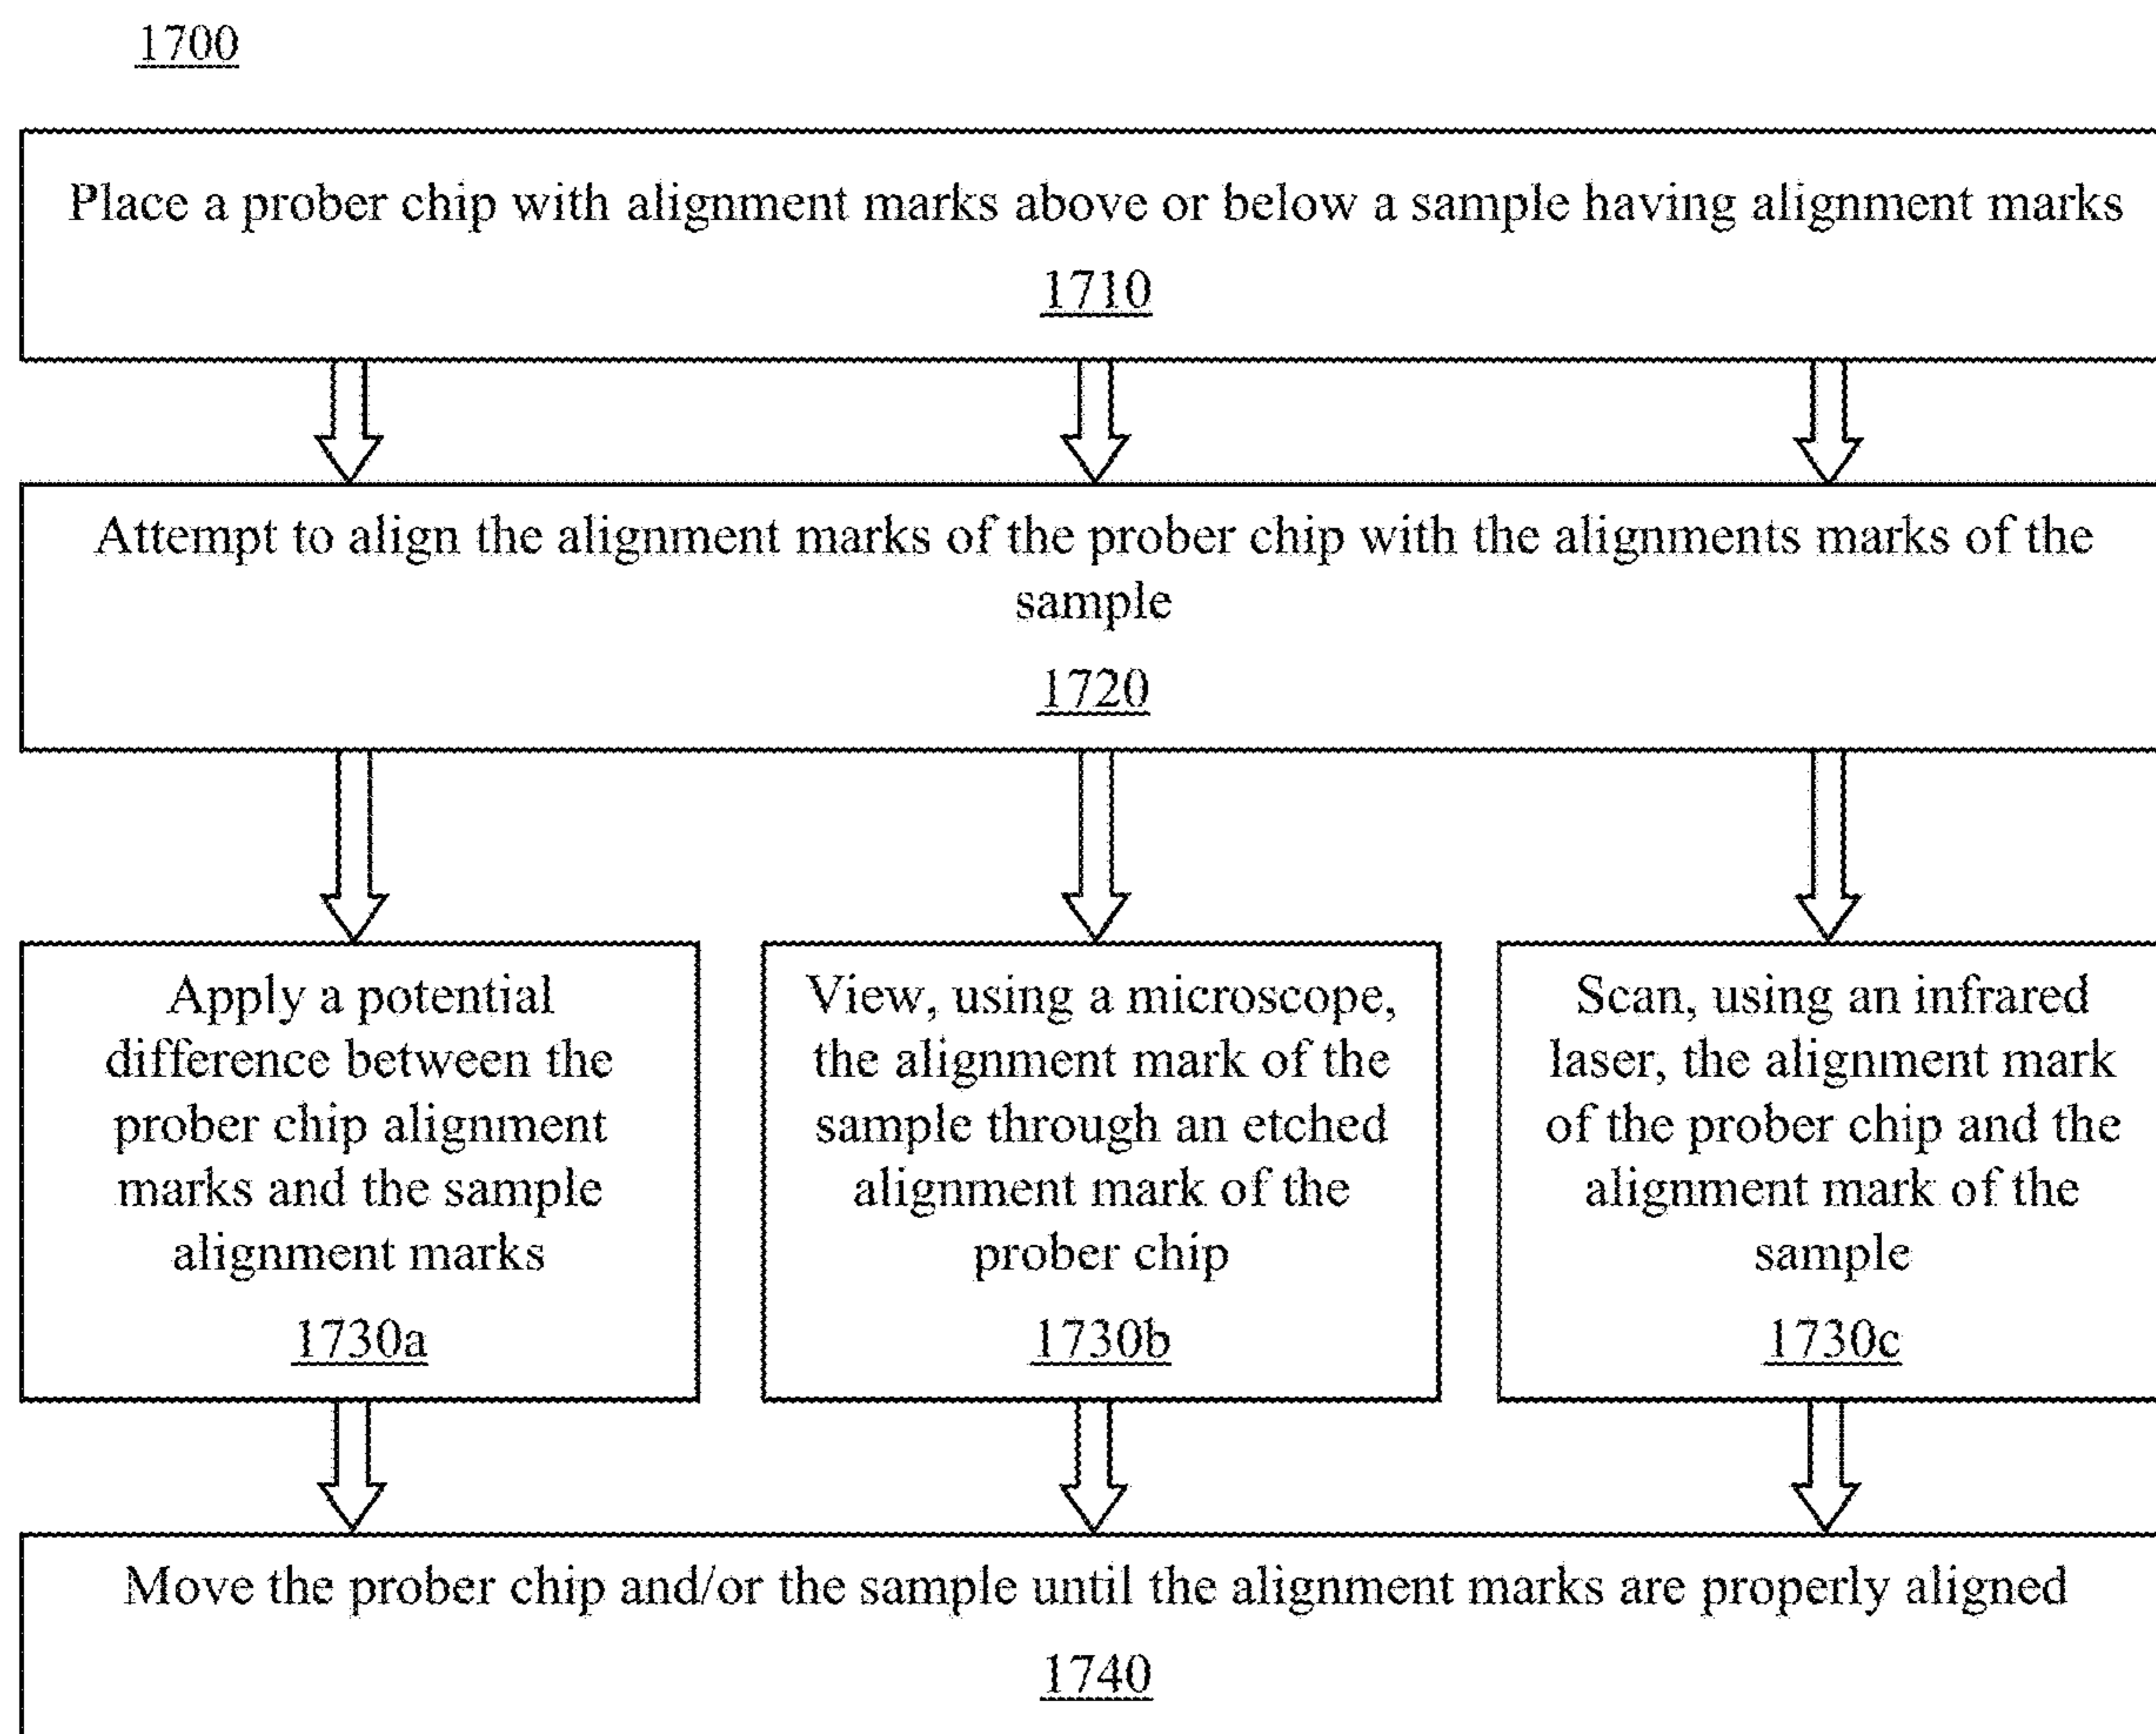 1700
Place a prober chip with alignment marks above or below a sample having alignment marks
1710
Attempt to align the alignment marks of the prober chip with the alignments marks of the
sample
1720
Apply a potential
difference between the
prober chip alignment
marks and the sample
alignment marks
1730a
View, using a microscope,
the alignment mark of the
sample through an etched
alignment mark of the
prober chip
1730b
Scan, using an infrared
laser, the alignment mark
of the prober chip and the
alignment mark of the
sample
1730c
Move the prober chip and/or the sample until the alignment marks are properly aligned
1740